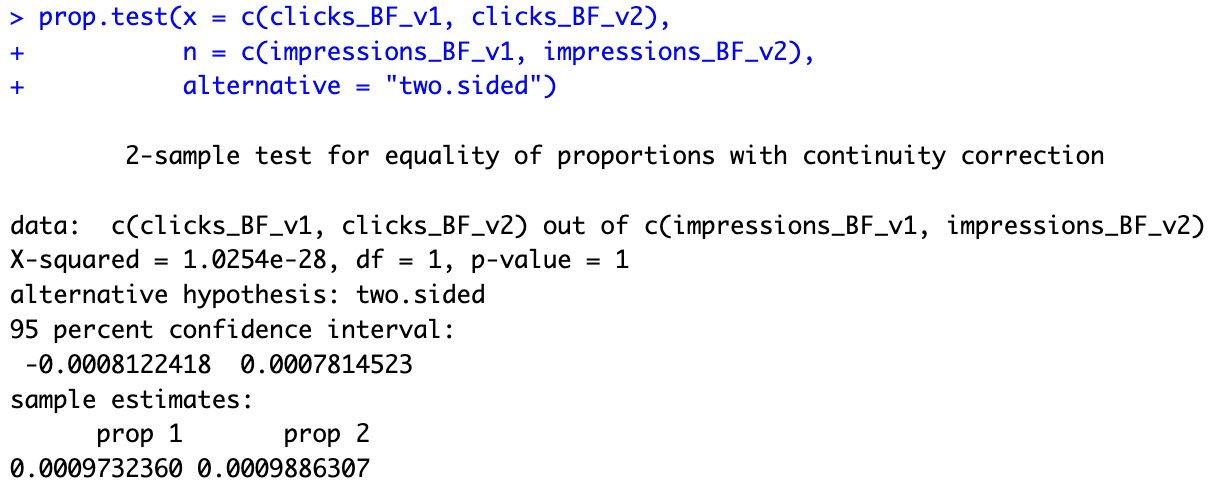 > prop.test(x = c(clicks_BF_v1, clicks_BF_v2),
+           n = c(impressions_BF_v1, impressions_BF_v2),
+           alternative = "two.sided")
2-sample test for equality of proportions with continuity correction
data:  c(clicks_BF_v1, clicks_BF_v2) out of c(impressions_BF_v1, impressions_BF_v2)
X-squared = 1.0254e-28, df = 1, p-value = 1
alternative hypothesis: two.sided
95 percent confidence interval:
 -0.0008122418  0.0007814523
sample estimates:
      prop 1       prop 2
0.0009732360 0.0009886307